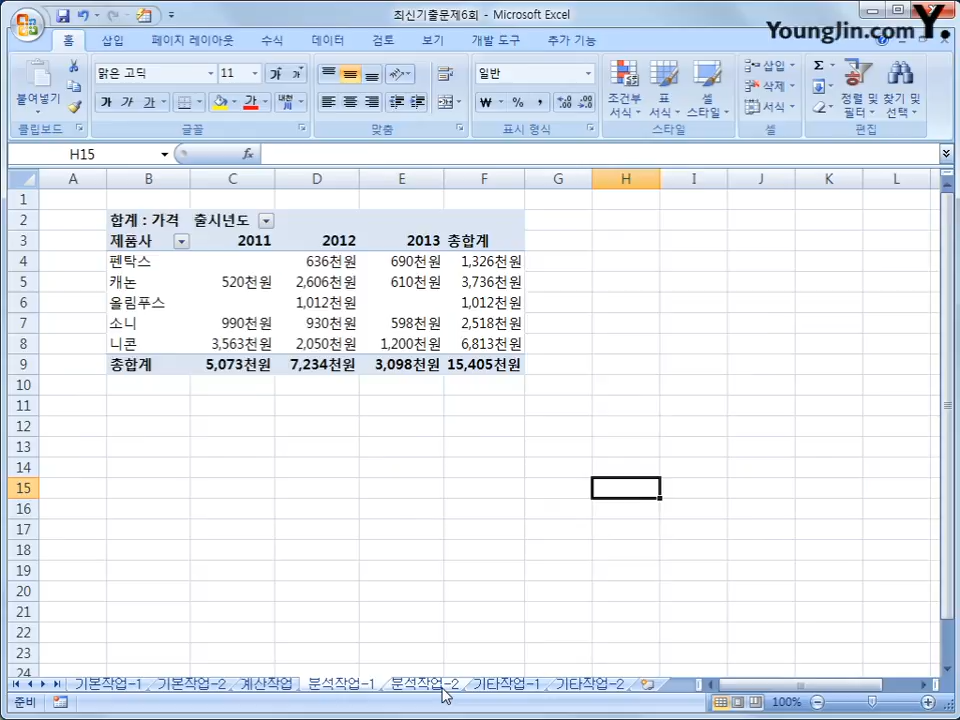 최신기출문제6회 - Microsoft Excel
YoungJin.com Y.
홈 삽입 페이지 레이아웃 수식 데이터 검토 보기 개발 도구 추가 기능
붙여넣기
클립보드
맑은 고딕 11
가 가 가 가 내천
글꼴
맞춤
일반
₩ % ,
표시 형식
조건부 서식
표 서식
셀 스타일
스타일
삽입
삭제
서식
셀
Σ
정렬 및 필터
찾기 및 선택
편집
H15 fx
A B C D E F G H I J K L
1
2 합계 : 가격 출시년도
3 제품사 2011 2012 2013 총합계
4 펜탁스 636천원 690천원 1,326천원
5 캐논 520천원 2,606천원 610천원 3,736천원
6 올림푸스 1,012천원 1,012천원
7 소니 990천원 930천원 598천원 2,518천원
8 니콘 3,563천원 2,050천원 1,200천원 6,813천원
9 총합계 5,073천원 7,234천원 3,098천원 15,405천원
10
11
12
13
14
15
16
17
18
19
20
21
22
23
24
기본작업-1 기본작업-2 계산작업 분석작업-1 분석작업-2 기타작업-1 기타작업-2
준비 100%